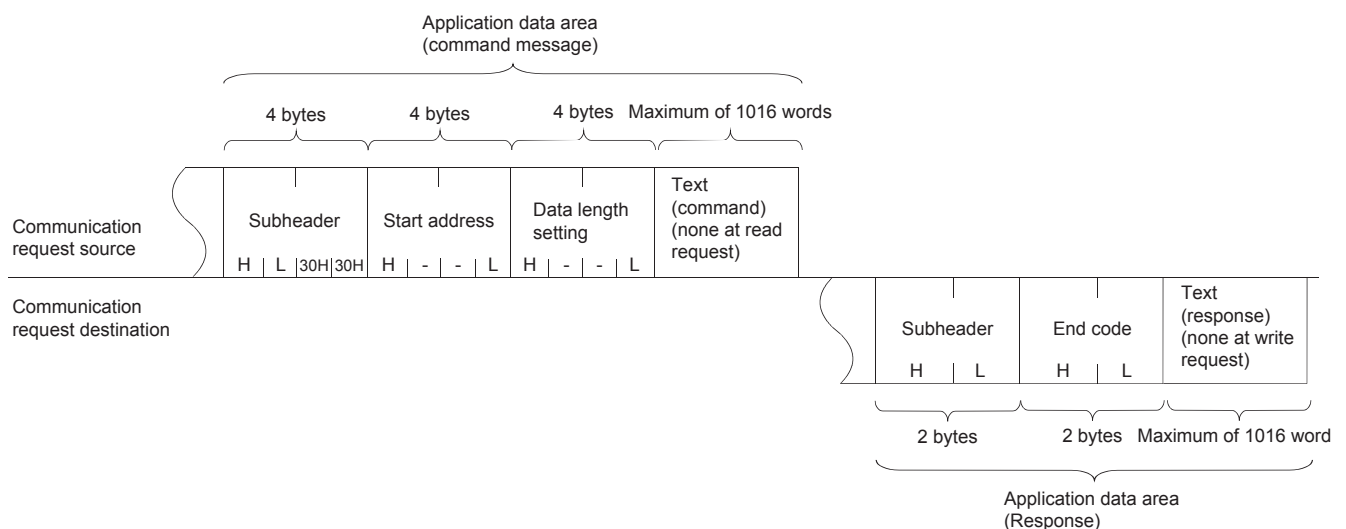 Application data area
(command message)
4 bytes
4 bytes
4 bytes
Maximum of 1016 words
Communication
request source
Subheader
H L 30H 30H
Start address
H - - L
Data length
setting
H - - L
Text
(command)
(none at read
request)
Communication
request destination
Subheader
H L
End code
H L
Text
(response)
(none at write
request)
2 bytes
2 bytes
Maximum of 1016 word
Application data area
(Response)